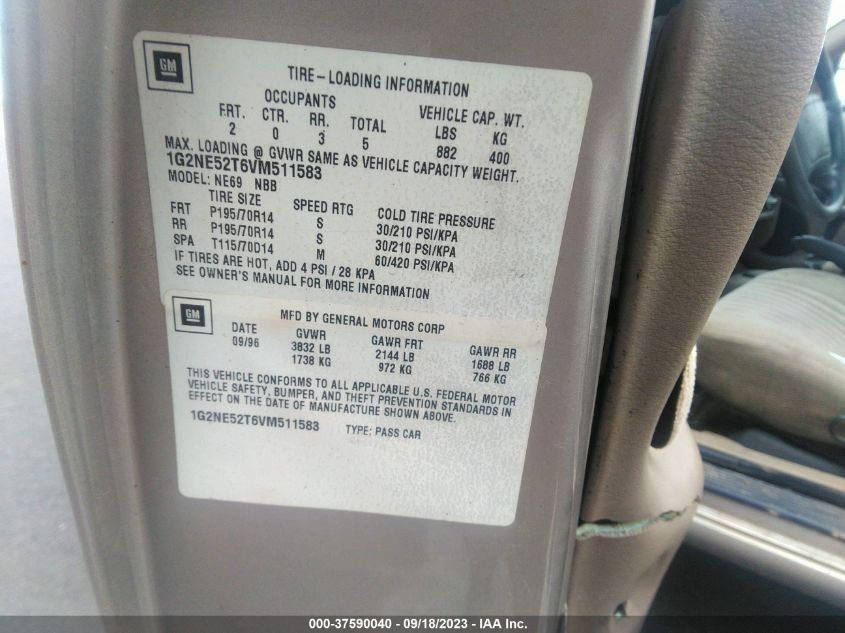 GM
TIRE-LOADING INFORMATION
OCCUPANTS VEHICLE CAP. WT.
FRT. CTR. RR. TOTAL LBS KG
2 0 3 5 882 400
MAX. LOADING @ GVWR SAME AS VEHICLE CAPACITY WEIGHT.
1G2NE52T6VM511583
MODEL: NE69 NBB
TIRE SIZE SPEED RTG COLD TIRE PRESSURE
FRT P195/70R14 S 30/210 PSI/KPA
RR P195/70R14 S 30/210 PSI/KPA
SPA T115/70D14 M 60/420 PSI/KPA
IF TIRES ARE HOT, ADD 4 PSI / 28 KPA
SEE OWNER'S MANUAL FOR MORE INFORMATION
GM
MFD BY GENERAL MOTORS CORP
DATE GVWR GAWR FRT GAWR RR
09/96 3832 LB 2144 LB 1688 LB
1738 KG 972 KG 766 KG
THIS VEHICLE CONFORMS TO ALL APPLICABLE U.S. FEDERAL MOTOR
VEHICLE SAFETY, BUMPER, AND THEFT PREVENTION STANDARDS IN
EFFECT ON THE DATE OF MANUFACTURE SHOWN ABOVE.
1G2NE52T6VM511583 TYPE: PASS CAR
000-37590040 - 09/18/2023 - IAA Inc.